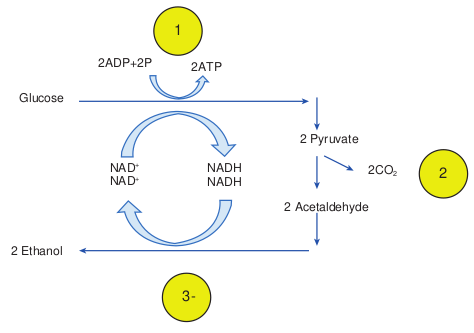 1
2ADP+2P
2ATP
Glucose
2 Pyruvate
NAD⁺
NAD⁺
NADH
NADH
2CO₂
2
2 Acetaldehyde
2 Ethanol
3-